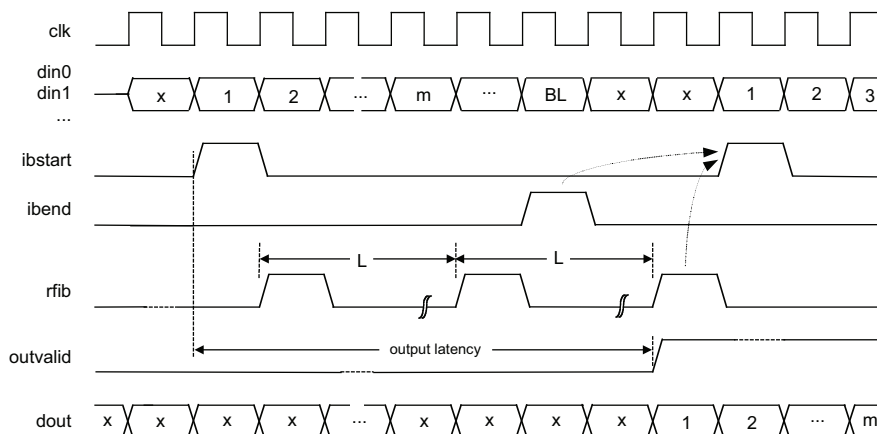 clk
din0
din1
...
x 1 2 ... m ... BL x x 1 2 3
ibstart
ibend
L L
rfib
output latency
outvalid
dout
x x x x ... x x x x 1 2 ... m